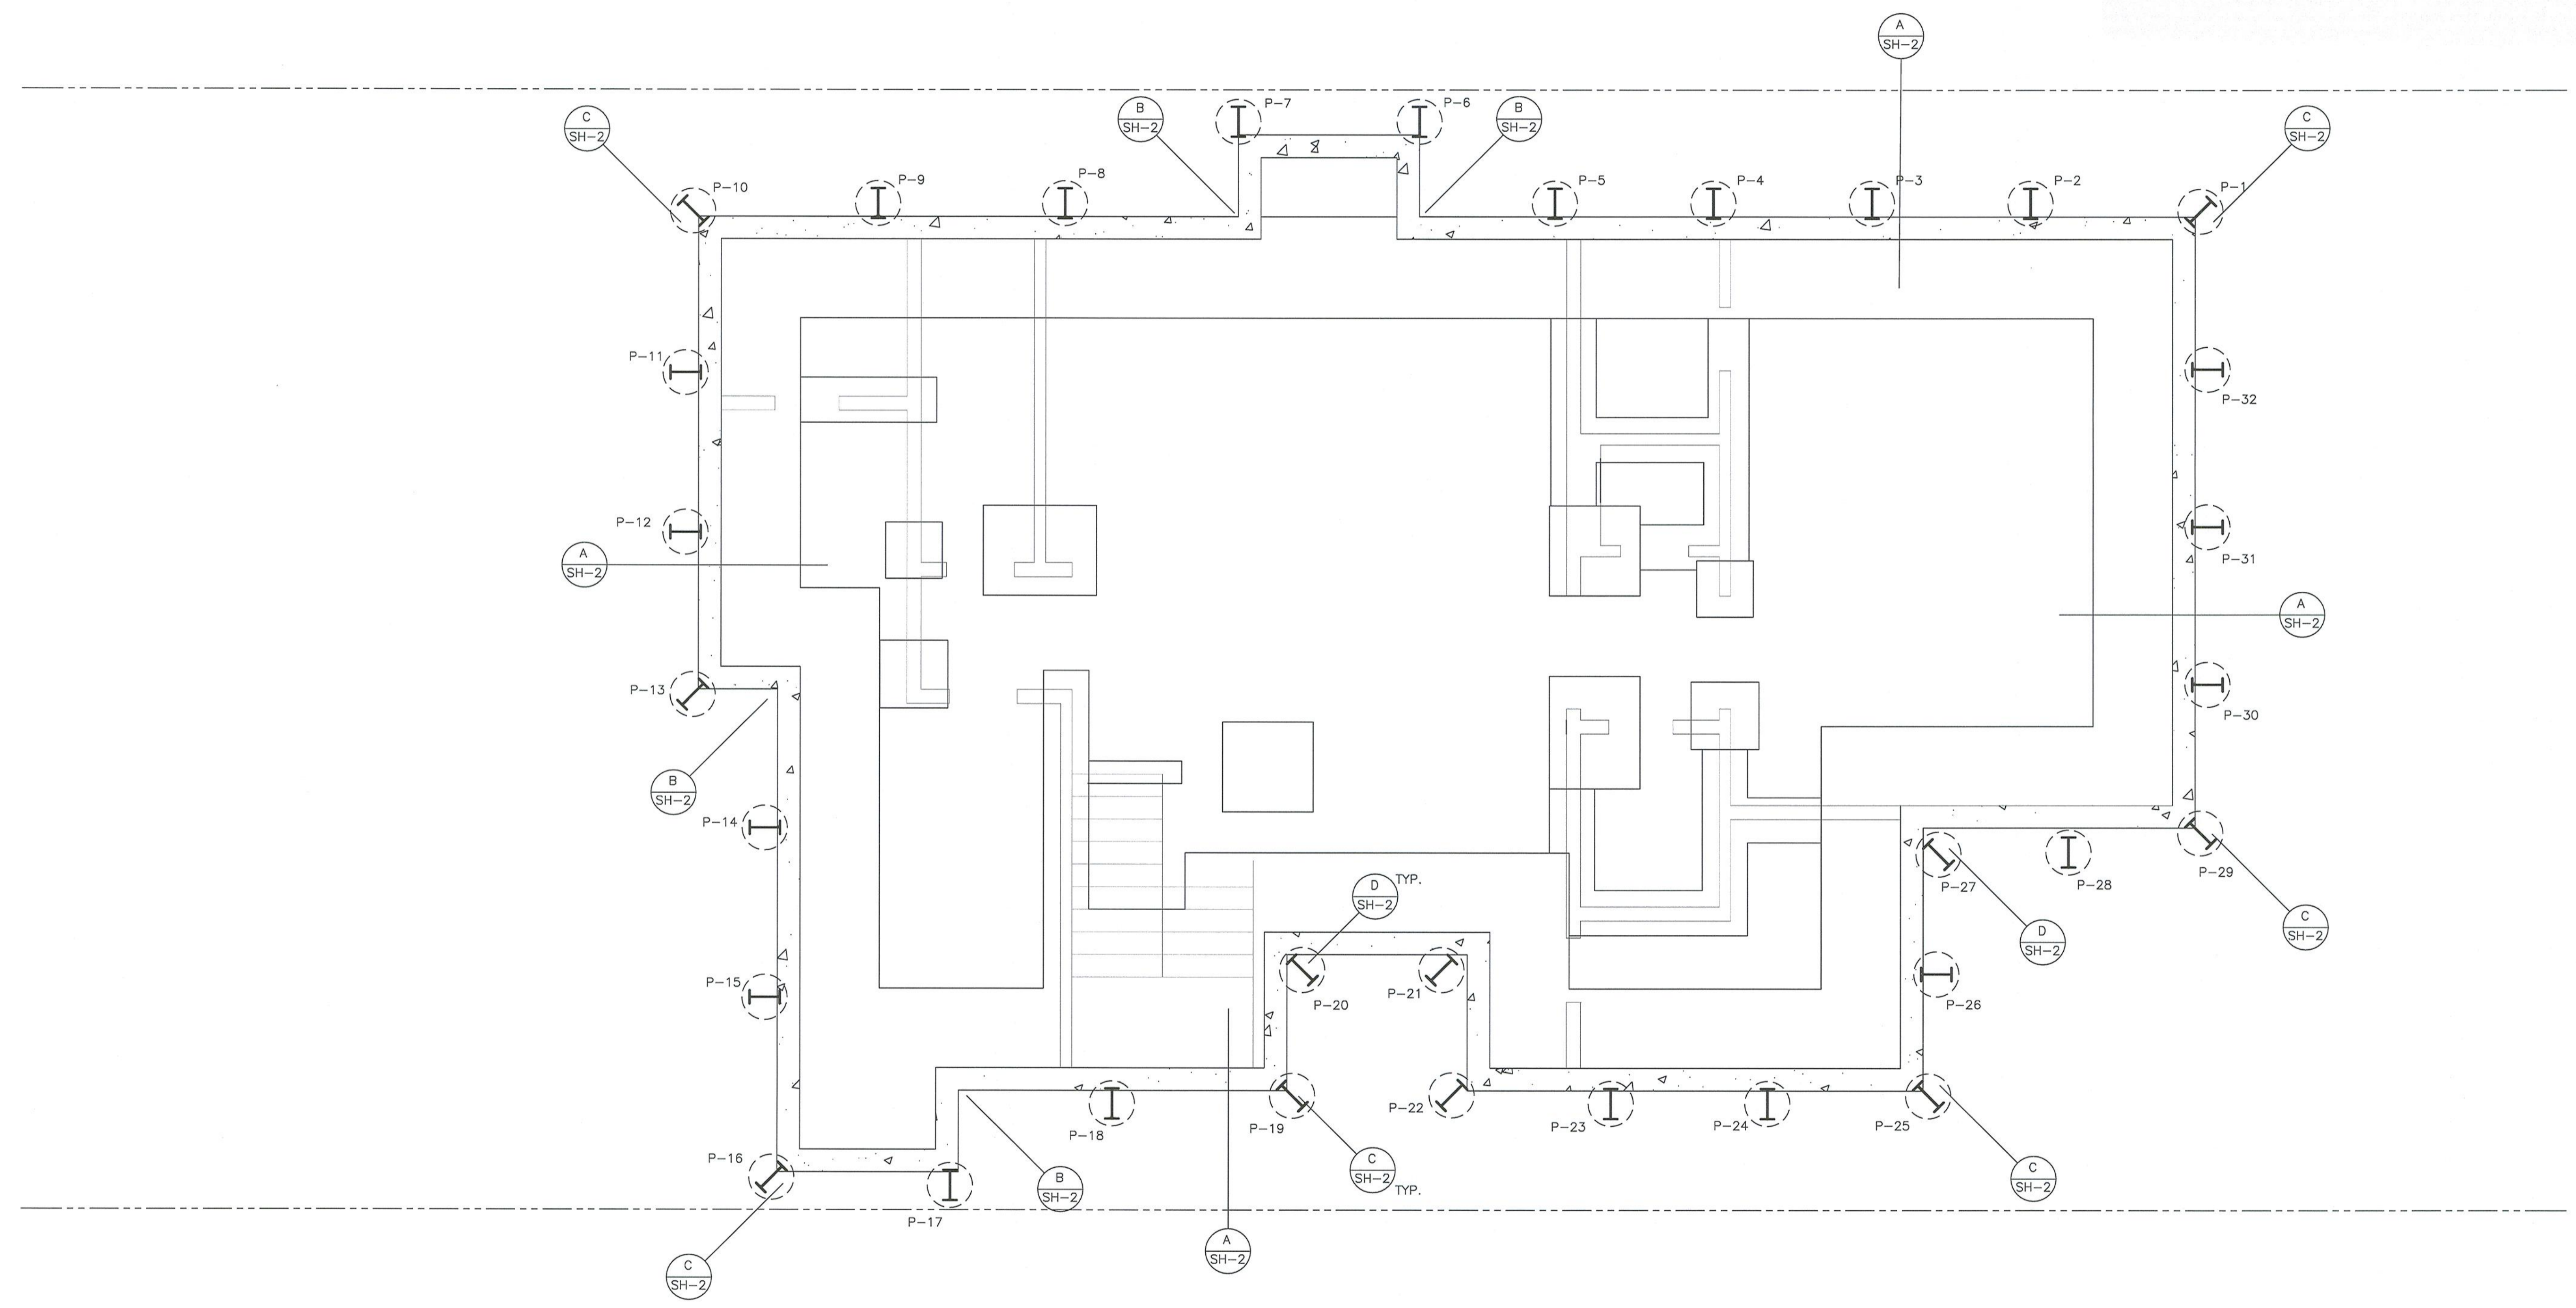 A
SH-2
C
SH-2
B
SH-2
P-7
P-6
B
SH-2
C
SH-2
P-10
P-9
P-8
P-5
P-4
P-3
P-2
P-1
P-11
P-32
P-12
A
SH-2
P-31
A
SH-2
P-13
P-30
B
SH-2
P-14
D
SH-2
TYP.
P-27
P-28
P-29
C
SH-2
D
SH-2
P-15
P-20
P-21
P-26
P-18
P-19
P-22
P-23
P-24
P-25
P-16
C
SH-2
TYP.
C
SH-2
B
SH-2
P-17
A
SH-2
C
SH-2